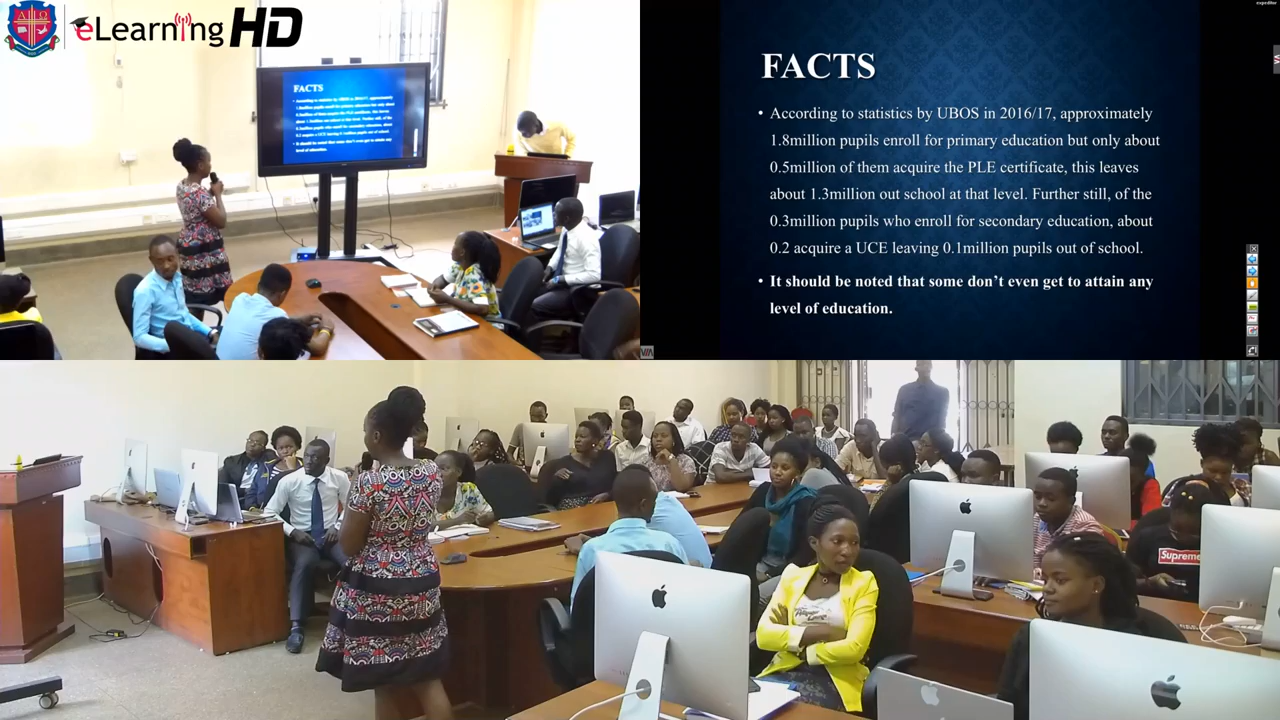 eLearning HD
FACTS
FACTS
• According to statistics by UBOS in 2016/17, approximately
1.8million pupils enroll for primary education but only about
0.5million of them acquire the PLE certificate, this leaves
about 1.3million out school at that level. Further still, of the
0.3million pupils who enroll for secondary education, about
0.2 acquire a UCE leaving 0.1million pupils out of school.
• It should be noted that some don’t even get to attain any
level of education.
VIA
Supreme